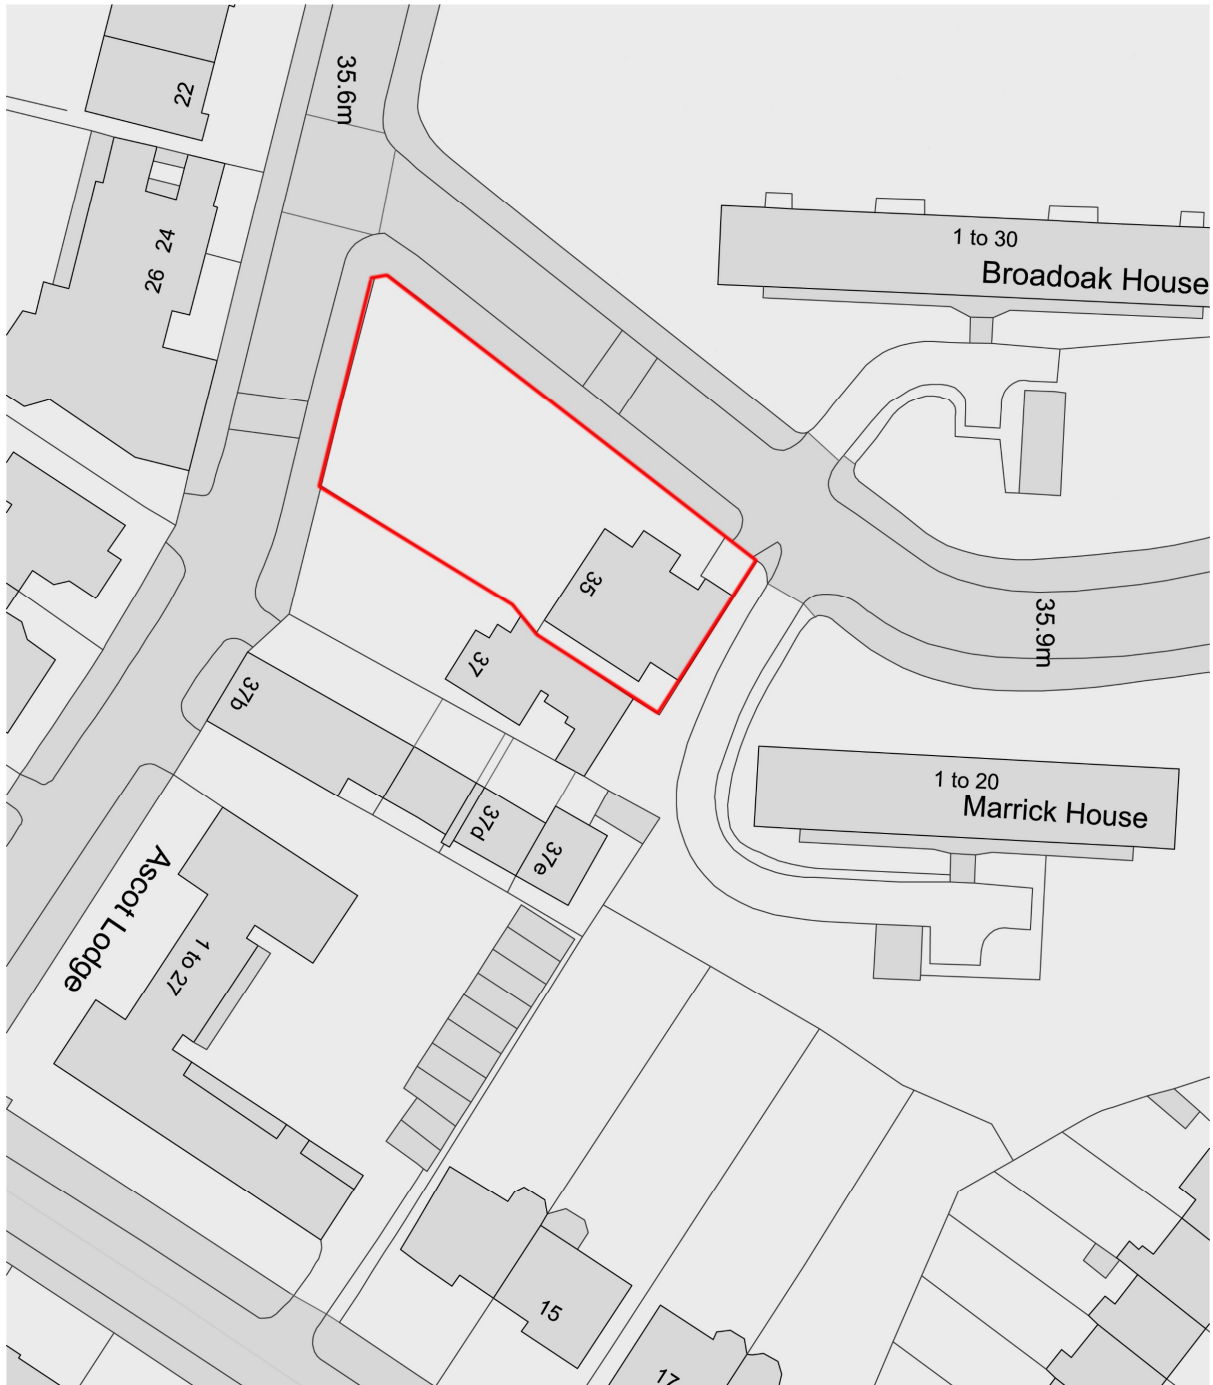 35.6m
22
24
26
1 to 30
Broadoak House
35
35.9m
37
37b
1 to 20
Marrick House
37d
37e
Ascot Lodge
1 to 27
15
17